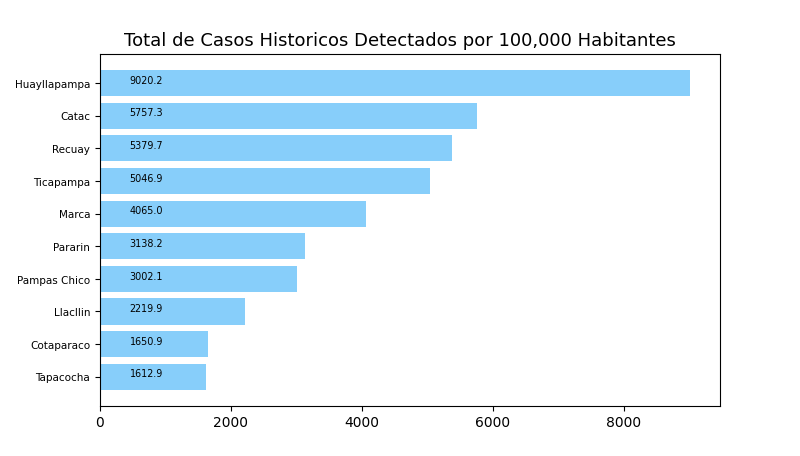 Total de Casos Historicos Detectados por 100,000 Habitantes
Huayllapampa 9020.2
Catac 5757.3
Recuay 5379.7
Ticapampa 5046.9
Marca 4065.0
Pararin 3138.2
Pampas Chico 3002.1
Llacllin 2219.9
Cotaparaco 1650.9
Tapacocha 1612.9
0 2000 4000 6000 8000